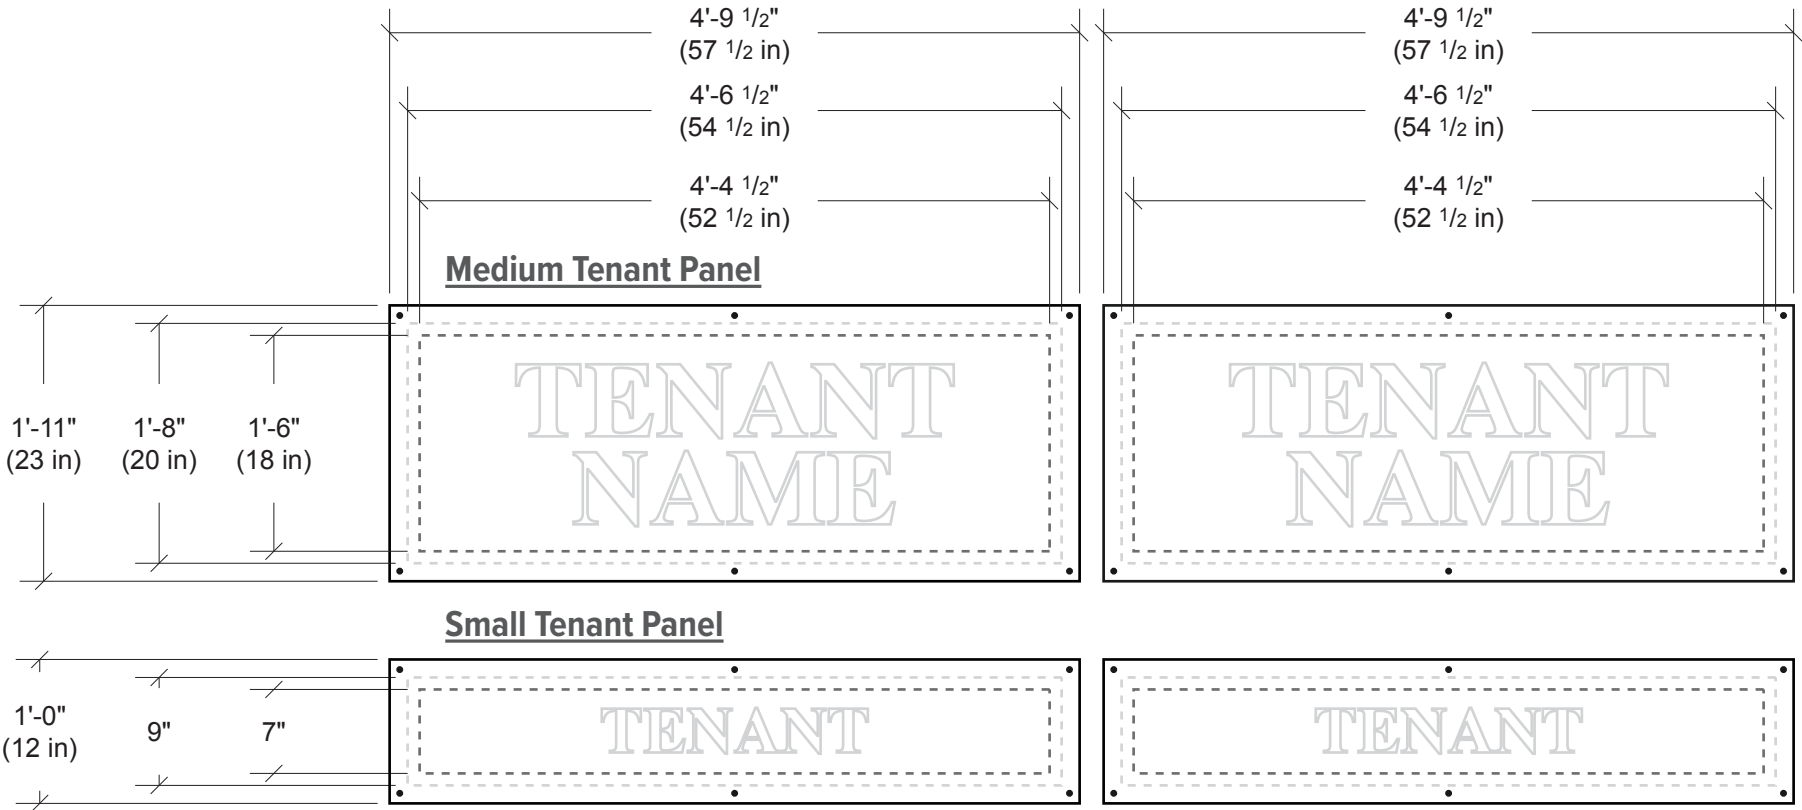 4'-9 1/2"
(57 1/2 in)
4'-9 1/2"
(57 1/2 in)
4'-6 1/2"
(54 1/2 in)
4'-6 1/2"
(54 1/2 in)
4'-4 1/2"
(52 1/2 in)
4'-4 1/2"
(52 1/2 in)
Medium Tenant Panel
1'-11"
(23 in)
1'-8"
(20 in)
1'-6"
(18 in)
TENANT
NAME
TENANT
NAME
Small Tenant Panel
1'-0"
(12 in)
9"
7"
TENANT
TENANT